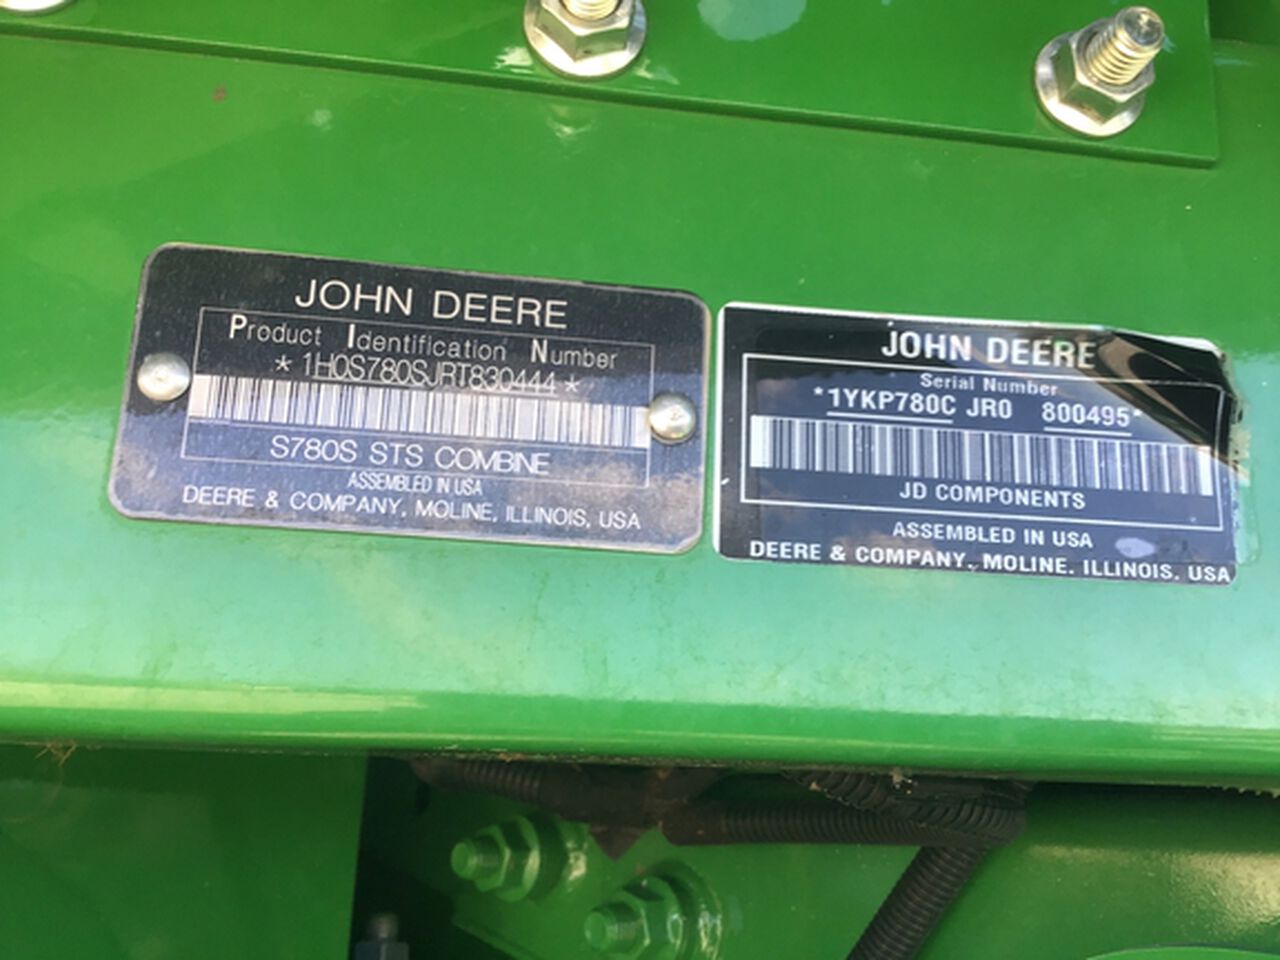 JOHN DEERE
Product Identification Number
*1H0S780SJRT830444*
S780S STS COMBINE
ASSEMBLED IN USA
DEERE & COMPANY, MOLINE, ILLINOIS, USA
JOHN DEERE
Serial Number
*1YKP780C JR0 800495*
JD COMPONENTS
ASSEMBLED IN USA
DEERE & COMPANY, MOLINE, ILLINOIS, USA